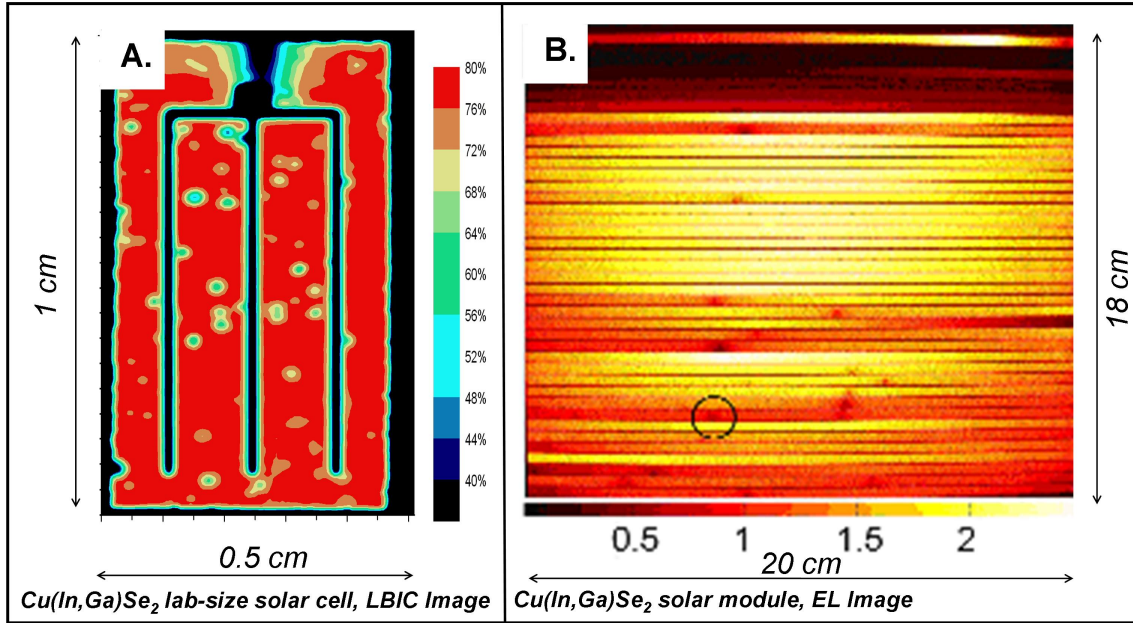 A.
80%
76%
72%
68%
64%
60%
56%
52%
48%
44%
40%
1 cm
0.5 cm
Cu(In,Ga)Se₂ lab-size solar cell, LBIC Image
B.
18 cm
0.5 1 1.5 2
20 cm
Cu(In,Ga)Se₂ solar module, EL Image